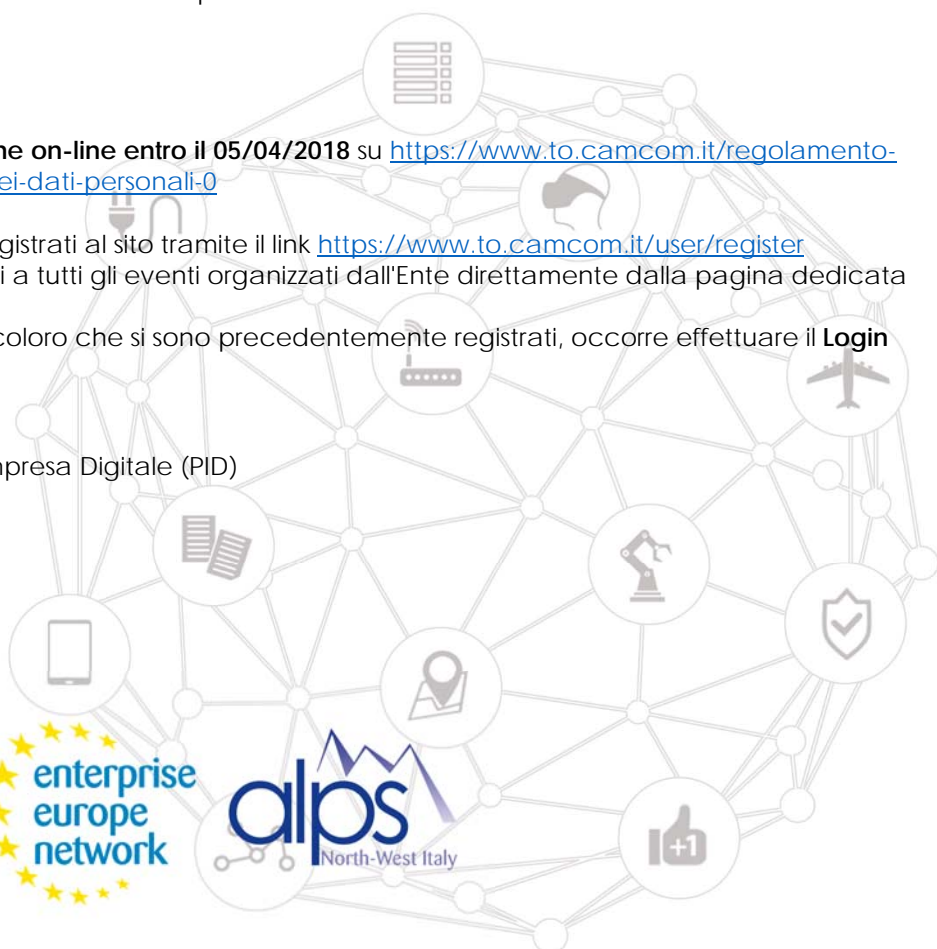 ne on-line entro il 05/04/2018 su https://www.to.camcom.it/regolamento-
ei-dati-personali-0
gistrati al sito tramite il link https://www.to.camcom.it/user/register
i a tutti gli eventi organizzati dall'Ente direttamente dalla pagina dedicata
coloro che si sono precedentemente registrati, occorre effettuare il Login
presa Digitale (PID)
enterprise
europe
network
alps
North-West Italy
+1